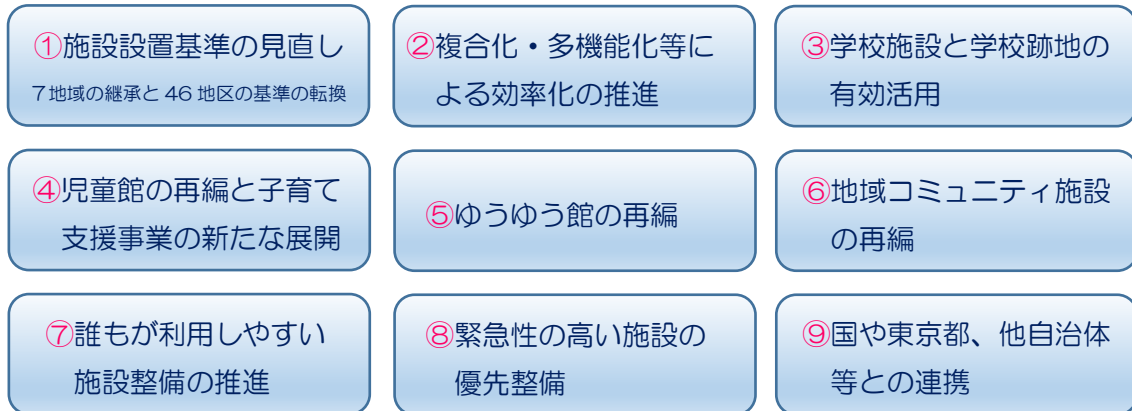 ①施設設置基準の見直し
7地域の継承と46地区の基準の転換
②複合化・多機能化等に
よる効率化の推進
③学校施設と学校跡地の
有効活用
④児童館の再編と子育て
支援事業の新たな展開
⑤ゆうゆう館の再編
⑥地域コミュニティ施設
の再編
⑦誰もが利用しやすい
施設整備の推進
⑧緊急性の高い施設の
優先整備
⑨国や東京都、他自治体
等との連携